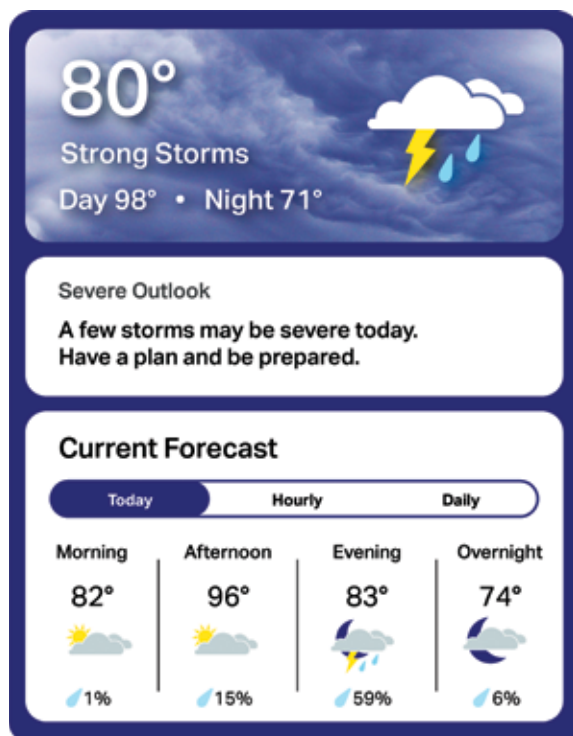 80°
Strong Storms
Day 98° • Night 71°
Severe Outlook
A few storms may be severe today.
Have a plan and be prepared.
Current Forecast
Today Hourly Daily
Morning Afternoon Evening Overnight
82° 96° 83° 74°
1% 15% 59% 6%